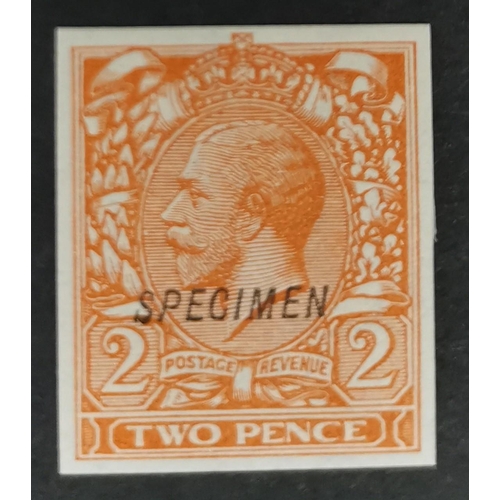 SPECIMEN
2 2
POSTAGE REVENUE
TWO PENCE